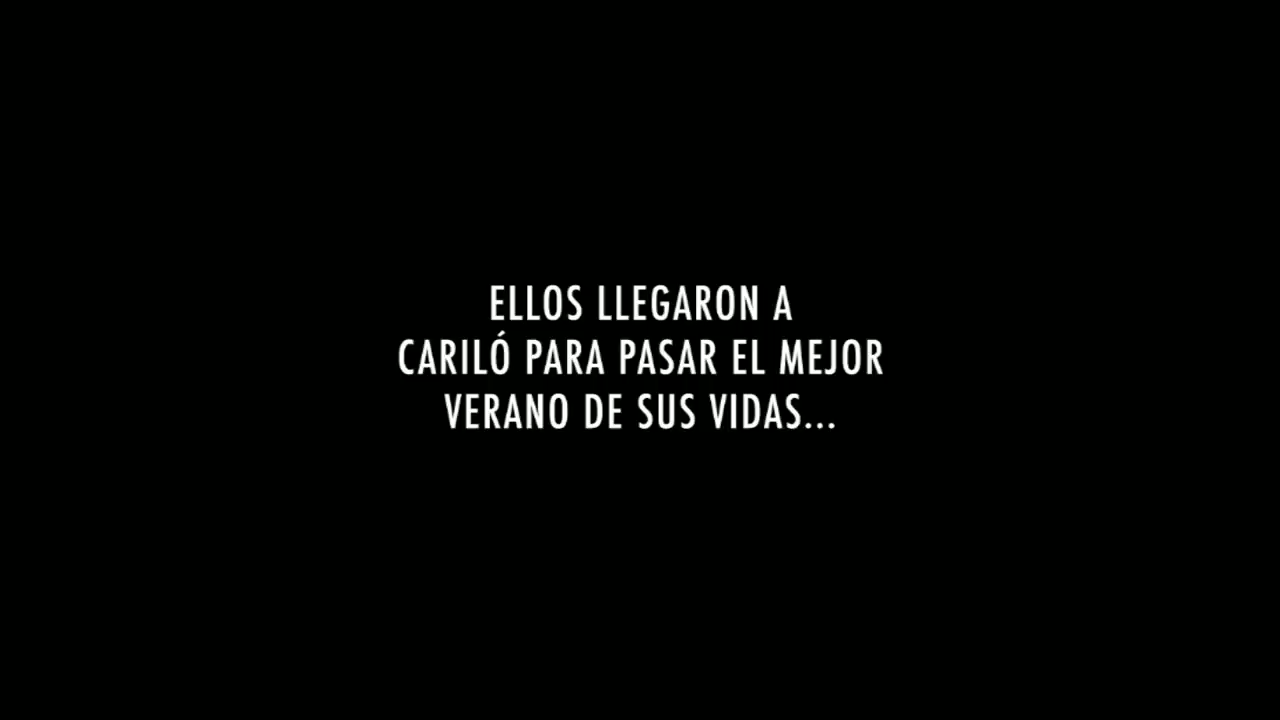 ELLOS LLEGARON A
CARILÓ PARA PASAR EL MEJOR
VERANO DE SUS VIDAS...